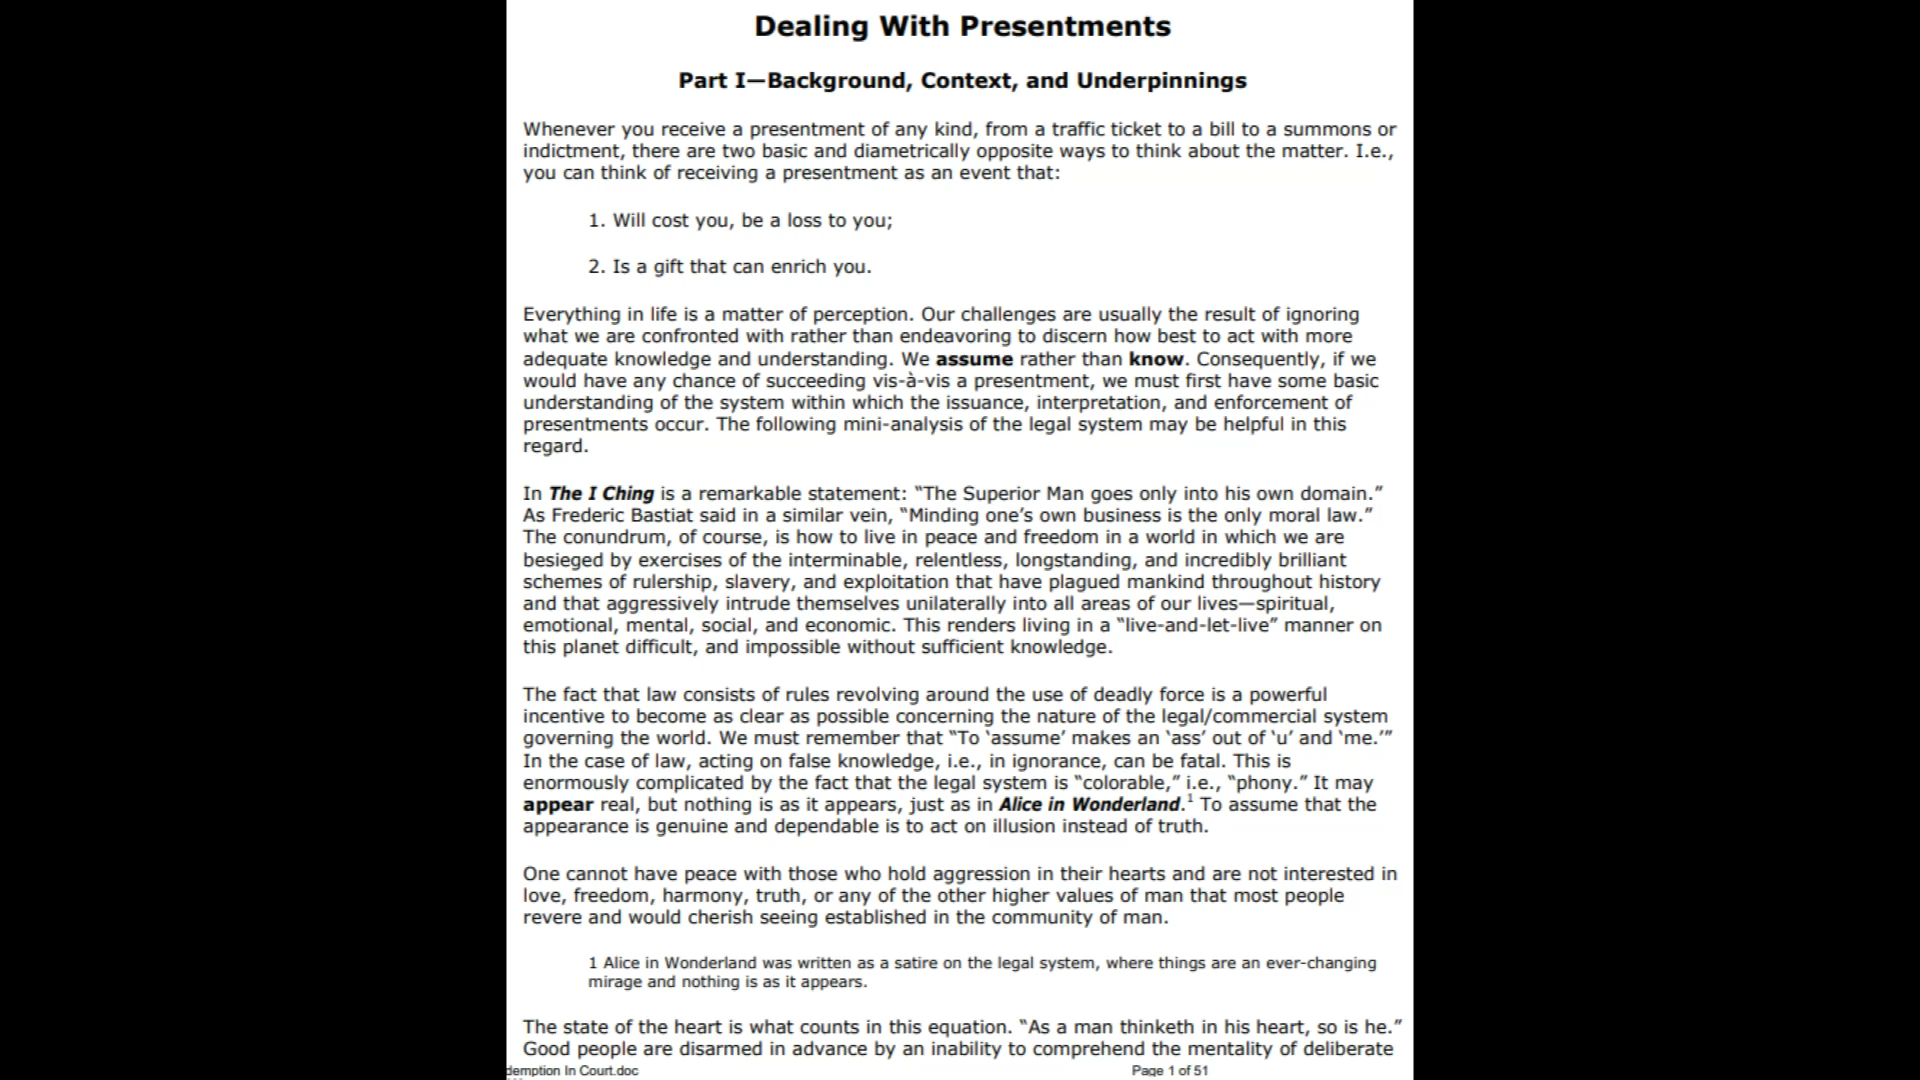 Dealing With Presentments
Part I—Background, Context, and Underpinnings
Whenever you receive a presentment of any kind, from a traffic ticket to a bill to a summons or
indictment, there are two basic and diametrically opposite ways to think about the matter. I.e.,
you can think of receiving a presentment as an event that:
1. Will cost you, be a loss to you;
2. Is a gift that can enrich you.
Everything in life is a matter of perception. Our challenges are usually the result of ignoring
what we are confronted with rather than endeavoring to discern how best to act with more
adequate knowledge and understanding. We assume rather than know. Consequently, if we
would have any chance of succeeding vis-à-vis a presentment, we must first have some basic
understanding of the system within which the issuance, interpretation, and enforcement of
presentments occur. The following mini-analysis of the legal system may be helpful in this
regard.
In The I Ching is a remarkable statement: “The Superior Man goes only into his own domain.”
As Frederic Bastiat said in a similar vein, “Minding one’s own business is the only moral law.”
The conundrum, of course, is how to live in peace and freedom in a world in which we are
besieged by exercises of the interminable, relentless, longstanding, and incredibly brilliant
schemes of rulership, slavery, and exploitation that have plagued mankind throughout history
and that aggressively intrude themselves unilaterally into all areas of our lives—spiritual,
emotional, mental, social, and economic. This renders living in a “live-and-let-live” manner on
this planet difficult, and impossible without sufficient knowledge.
The fact that law consists of rules revolving around the use of deadly force is a powerful
incentive to become as clear as possible concerning the nature of the legal/commercial system
governing the world. We must remember that “To ‘assume’ makes an ‘ass’ out of ‘u’ and ‘me.’”
In the case of law, acting on false knowledge, i.e., in ignorance, can be fatal. This is
enormously complicated by the fact that the legal system is “colorable,” i.e., “phony.” It may
appear real, but nothing is as it appears, just as in Alice in Wonderland.1 To assume that the
appearance is genuine and dependable is to act on illusion instead of truth.
One cannot have peace with those who hold aggression in their hearts and are not interested in
love, freedom, harmony, truth, or any of the other higher values of man that most people
revere and would cherish seeing established in the community of man.
1 Alice in Wonderland was written as a satire on the legal system, where things are an ever-changing
mirage and nothing is as it appears.
The state of the heart is what counts in this equation. “As a man thinketh in his heart, so is he.”
Good people are disarmed in advance by an inability to comprehend the mentality of deliberate
demption In Court.doc Page 1 of 51